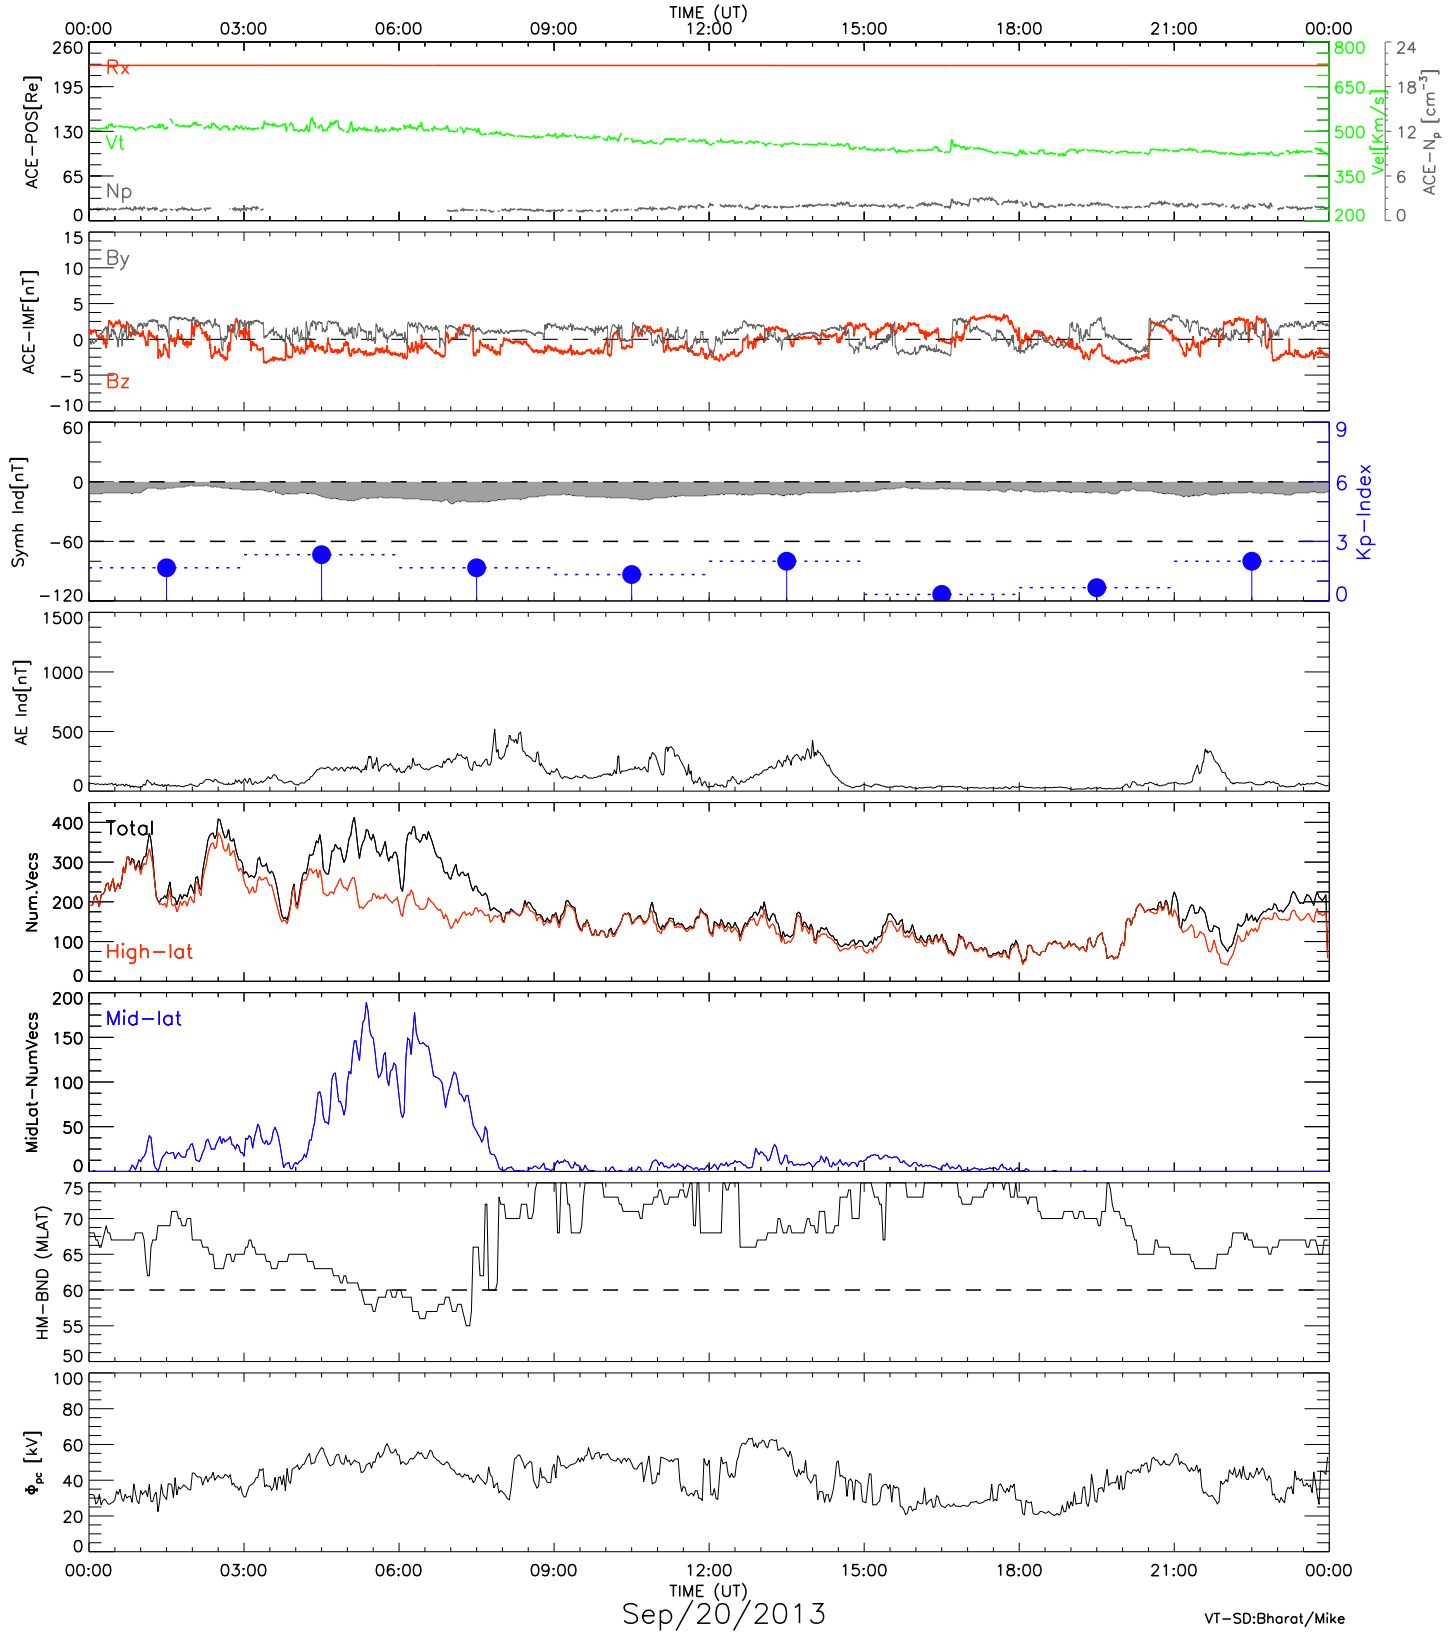 TIME (UT)
00:00 03:00 06:00 09:00 12:00 15:00 18:00 21:00 00:00
ACE-POS[Re]
260
195
130
65
0
Rx
Vt
Np
800
650
500
350
200
Vel[Km/s]
24
18
12
6
0
ACE-Np [cm⁻³]
ACE-IMF[nT]
15
10
5
0
-5
-10
By
Bz
Symh Ind[nT]
60
0
-60
-120
9
6
3
0
Kp-Index
AE Ind[nT]
1500
1000
500
0
Num.Vecs
400
300
200
100
0
Total
High-lat
MidLat-NumVecs
200
150
100
50
0
Mid-lat
HM-BND (MLAT)
75
70
65
60
55
50
Φpc [kV]
100
80
60
40
20
0
00:00 03:00 06:00 09:00 12:00 15:00 18:00 21:00 00:00
TIME (UT)
Sep/20/2013
VT-SD:Bharat/Mike